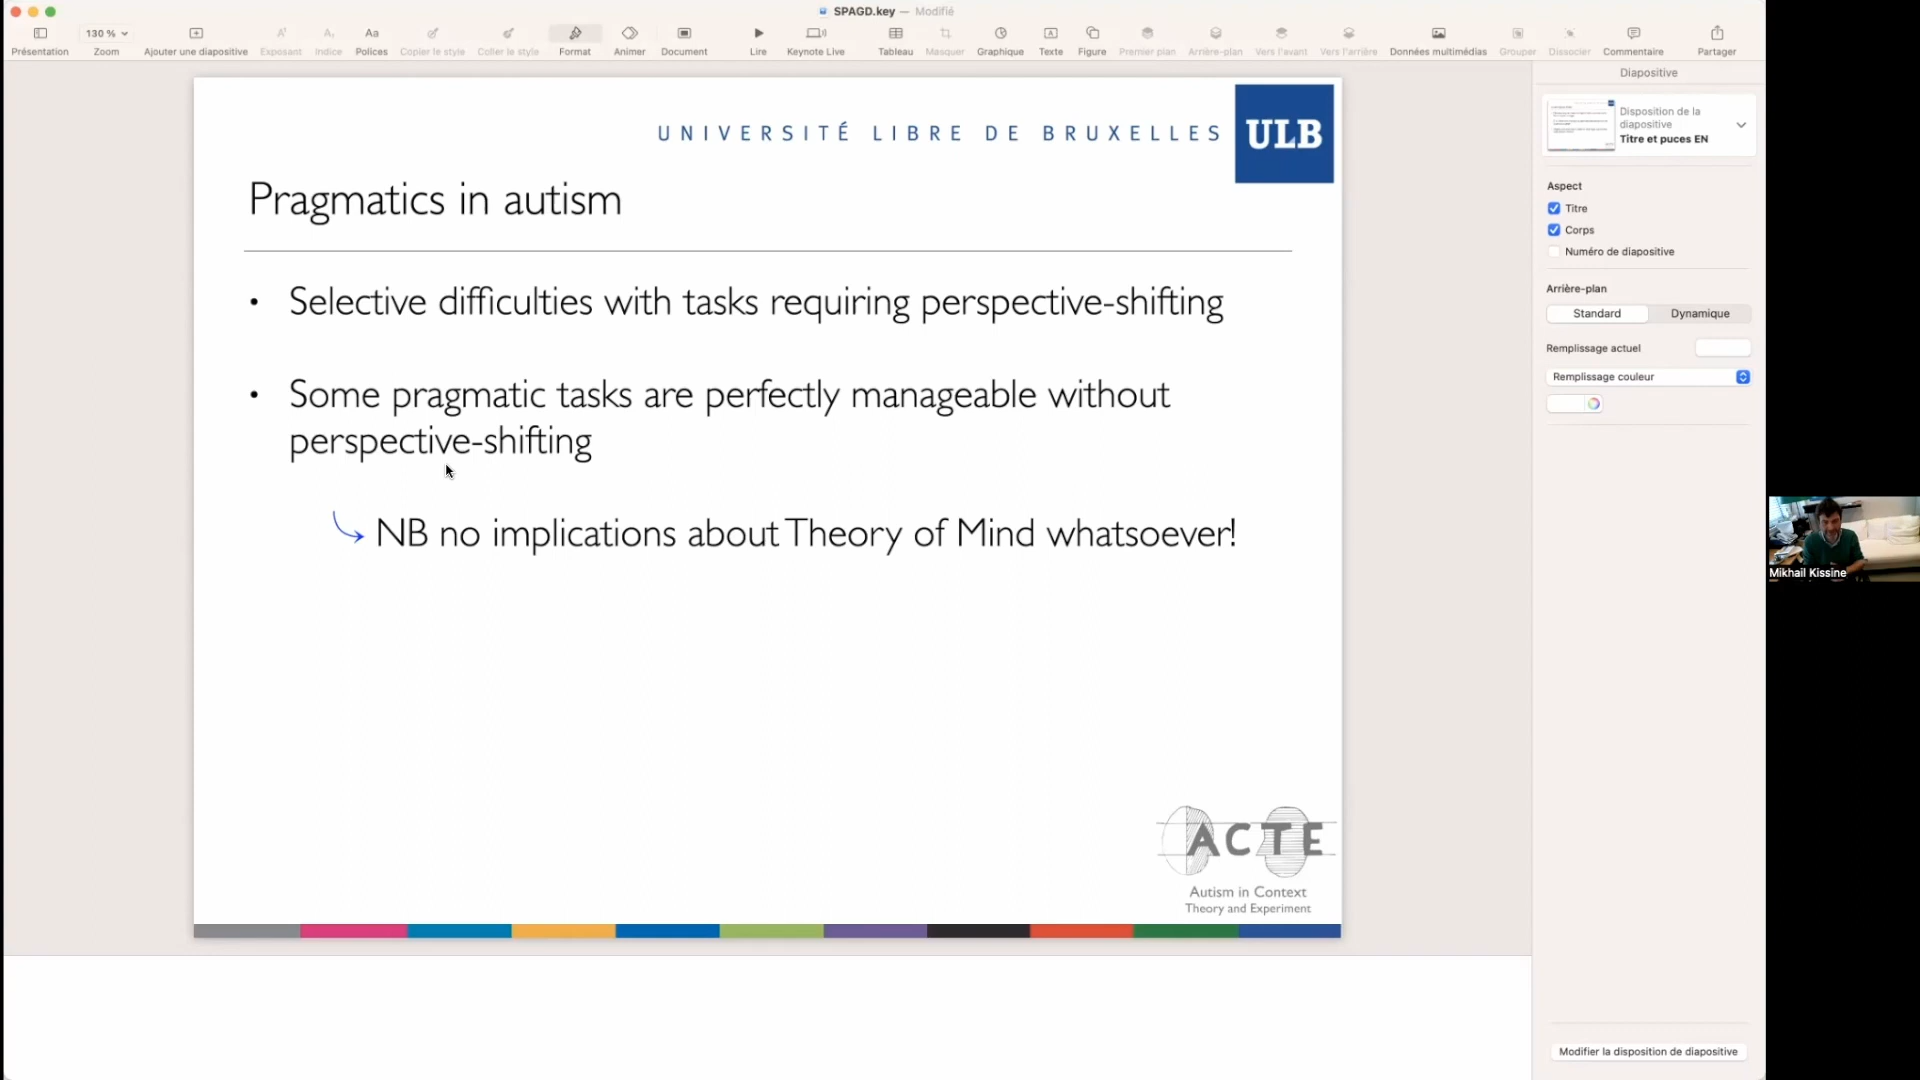 SPAGD.key — Modifié
130 %
Présentation
Zoom
Ajouter une diapositive
Exposant
Indice
Polices
Copier le style
Coller le style
Format
Animer
Document
Lire
Keynote Live
Tableau
Masquer
Graphique
Texte
Figure
Premier plan
Arrière-plan
Vers l'avant
Vers l'arrière
Données multimédias
Grouper
Dissocier
Commentaire
Partager
UNIVERSITÉ LIBRE DE BRUXELLES
ULB
Pragmatics in autism
• Selective difficulties with tasks requiring perspective-shifting
• Some pragmatic tasks are perfectly manageable without
perspective-shifting
NB no implications about Theory of Mind whatsoever!
ACTE
Autism in Context
Theory and Experiment
Diapositive
Disposition de la
diapositive
Titre et puces EN
Aspect
Titre
Corps
Numéro de diapositive
Arrière-plan
Standard
Dynamique
Remplissage actuel
Remplissage couleur
Modifier la disposition de diapositive
Mikhail Kissine